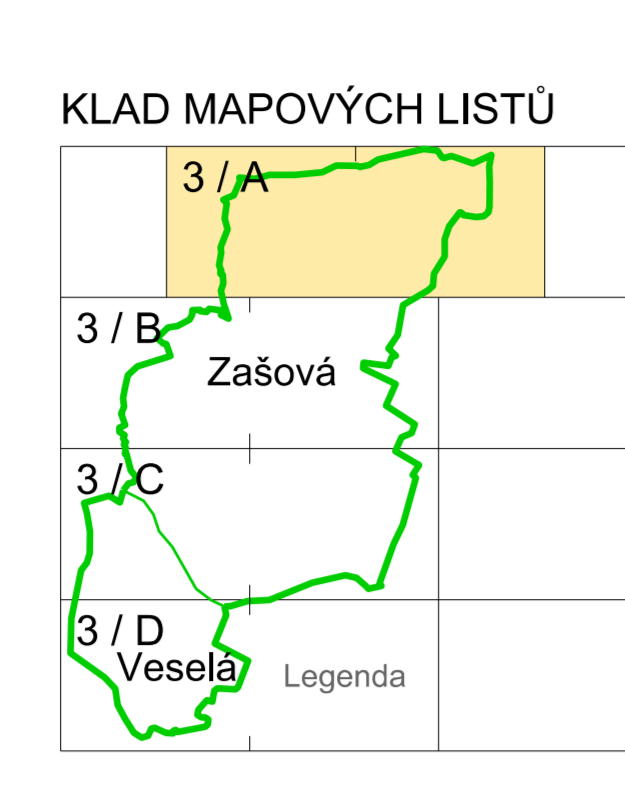 KLAD MAPOVÝCH LISTŮ
3 / A
3 / B
Zašová
3 / C
3 / D
Veselá
Legenda